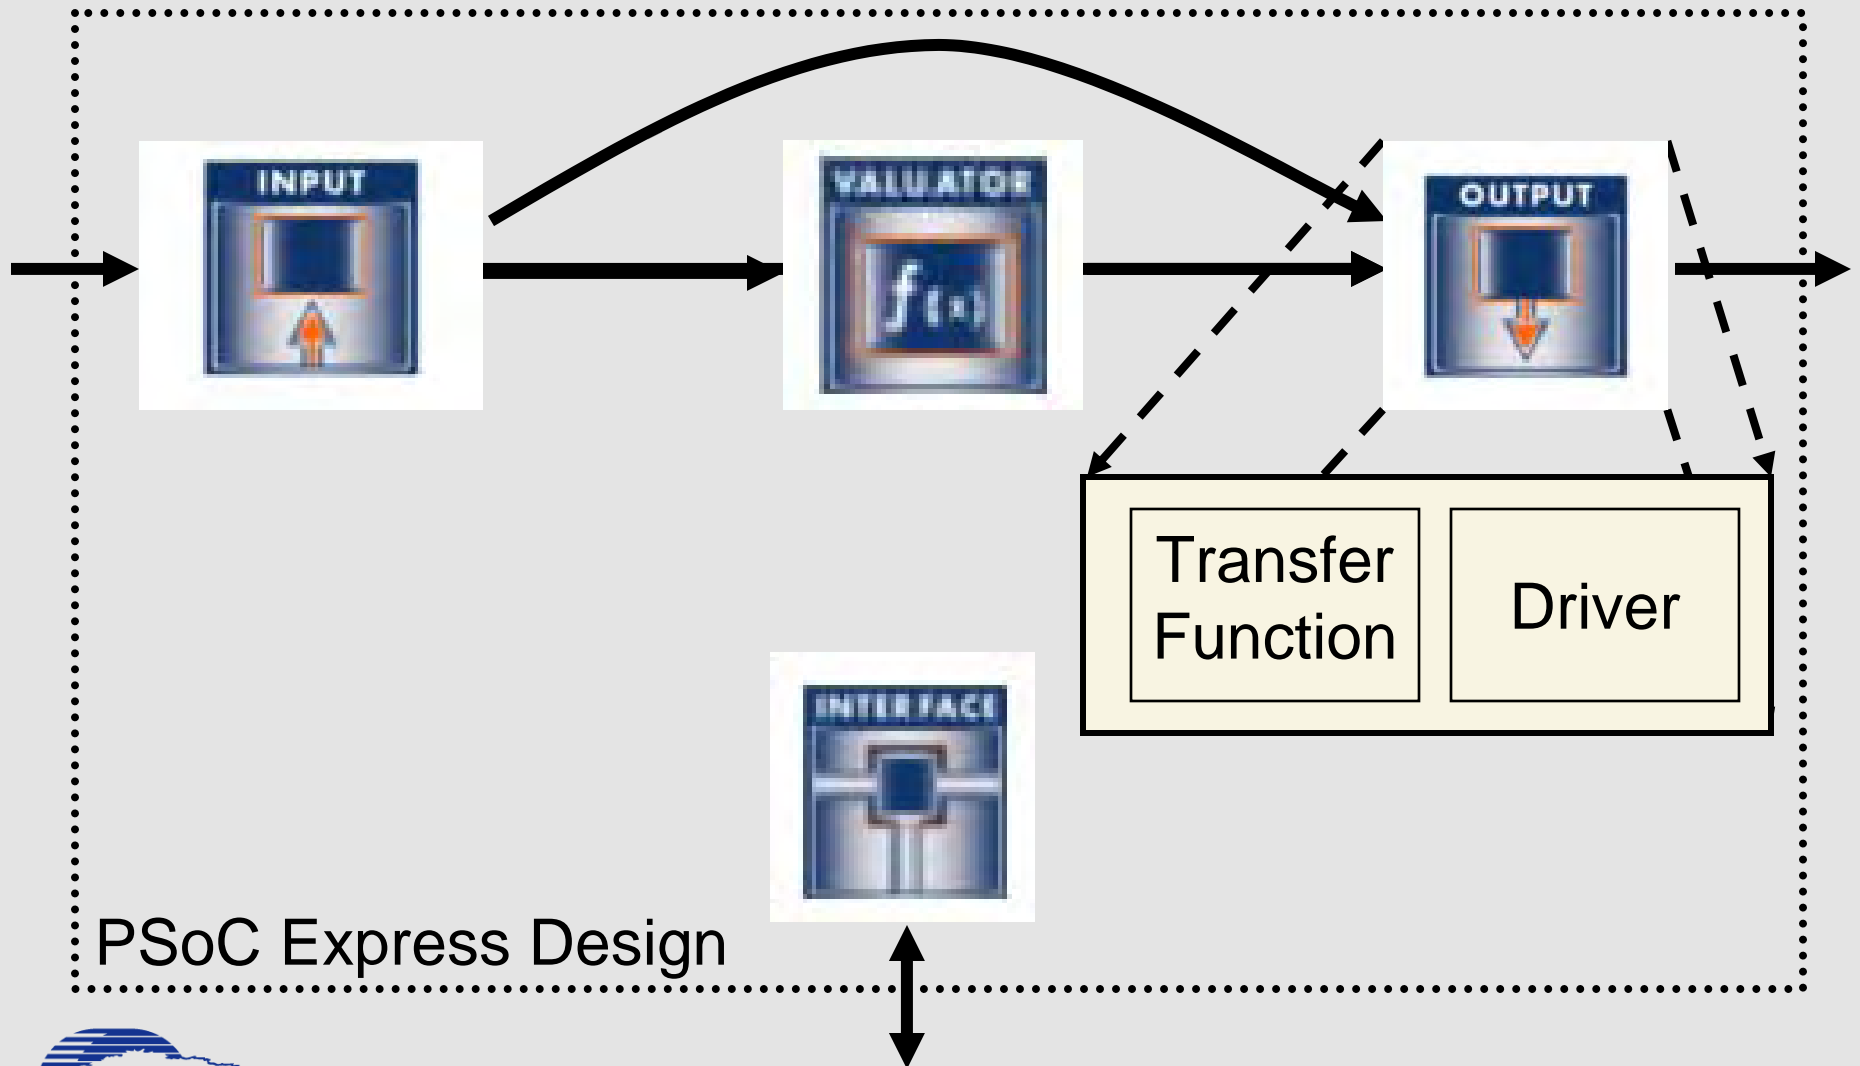 INPUT
VALUATOR
f(x)
OUTPUT
Transfer
Function
Driver
INTERFACE
PSoC Express Design